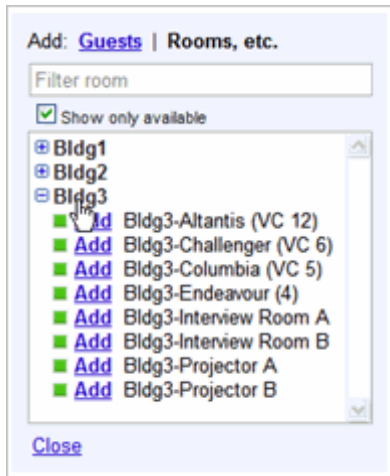 Add: Guests | Rooms, etc.
Filter room
Show only available
Bldg1
Bldg2
Bldg3
Add Bldg3-Altantis (VC 12)
Add Bldg3-Challenger (VC 6)
Add Bldg3-Columbia (VC 5)
Add Bldg3-Endeavour (4)
Add Bldg3-Interview Room A
Add Bldg3-Interview Room B
Add Bldg3-Projector A
Add Bldg3-Projector B
Close